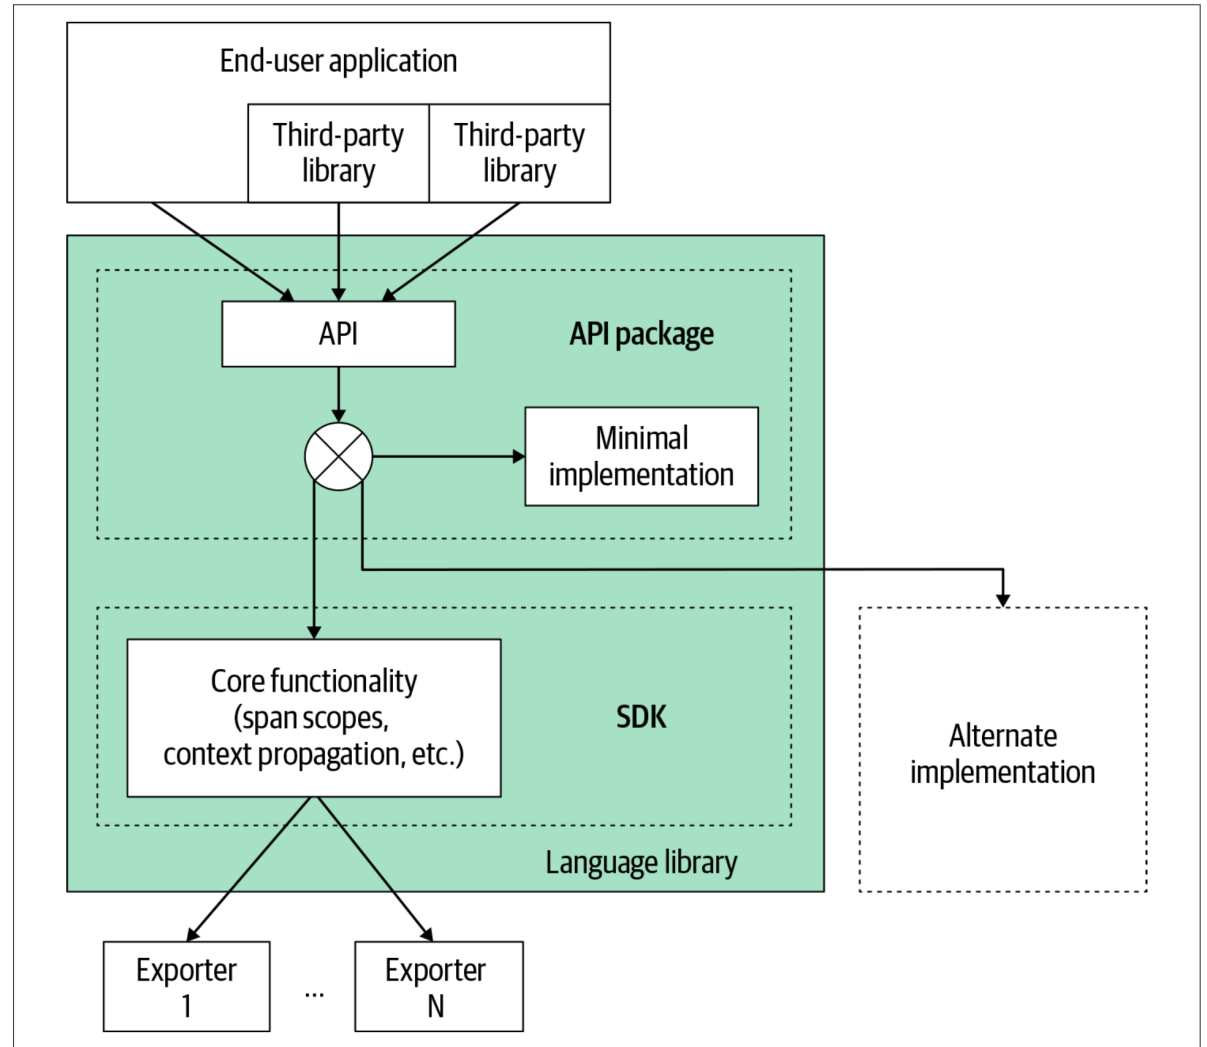 End-user application
Third-party
library
Third-party
library
API
API package
Minimal
implementation
Core functionality
(span scopes,
context propagation, etc.)
SDK
Alternate
implementation
Language library
Exporter
1
...
Exporter
N